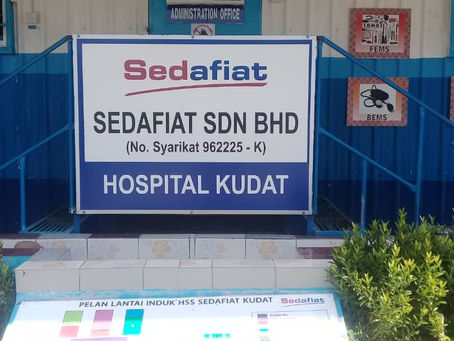 ADMINISTRATION OFFICE
FEMS
BEMS
Sedafiat
SEDAFIAT SDN BHD
(No. Syarikat 962225 - K)
HOSPITAL KUDAT
PELAN LANTAI INDUK HSS SEDAFIAT KUDAT Sedafiat